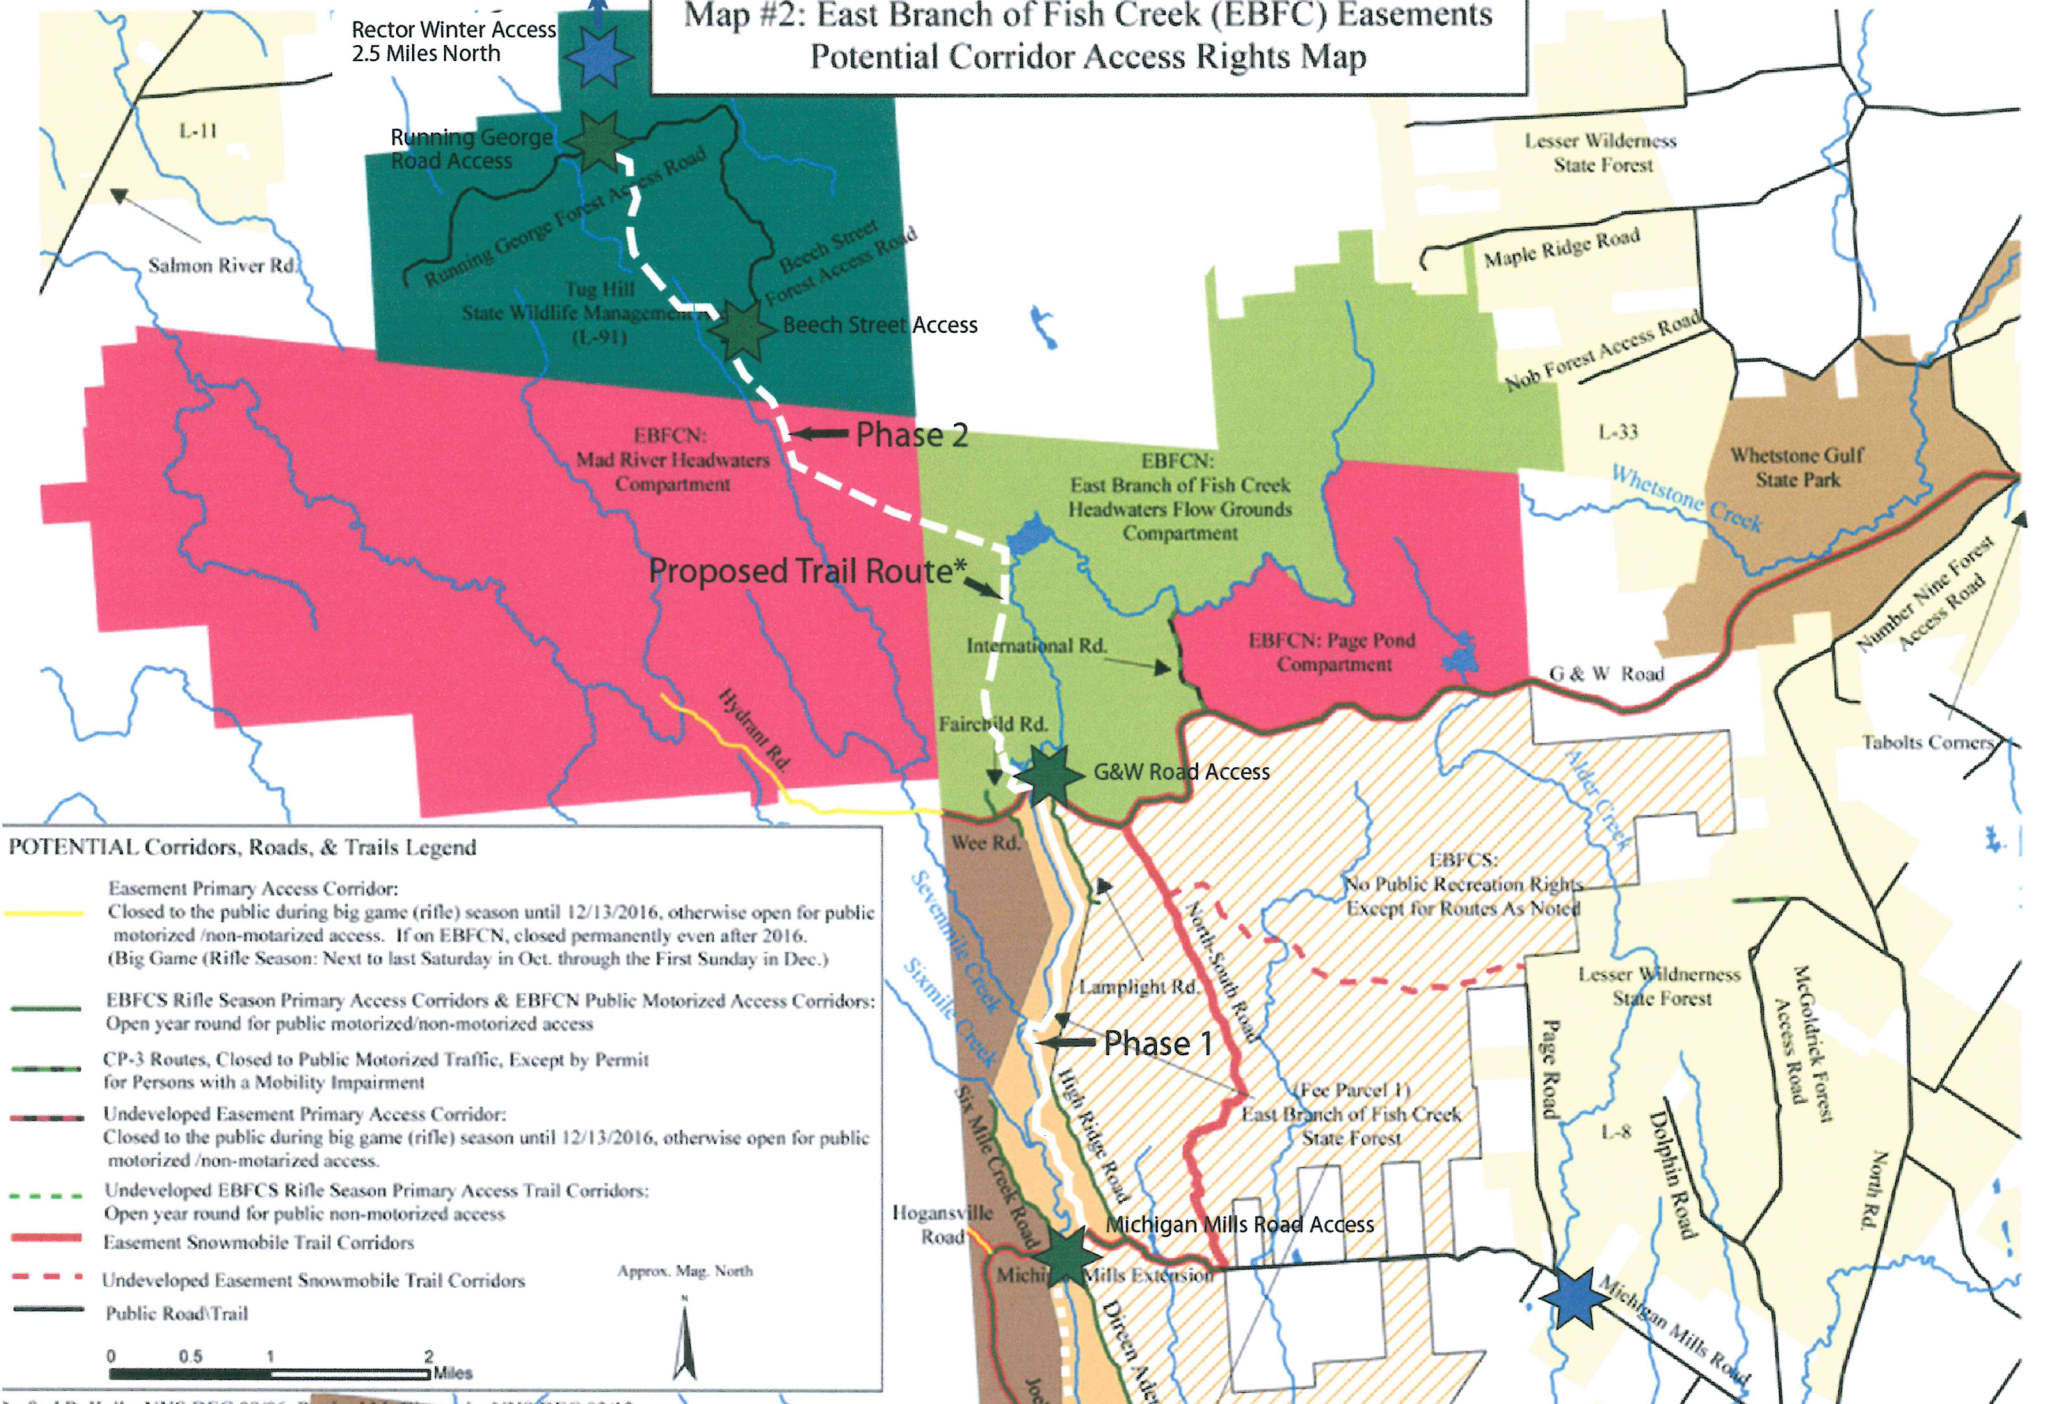 Map #2: East Branch of Fish Creek (EBFC) Easements
Potential Corridor Access Rights Map
Rector Winter Access
2.5 Miles North
L-11
Running George
Road Access
Running George Forest Access Road
Salmon River Rd.
Beech Street
Forest Access Road
Tug Hill
State Wildlife Management
(L-91)
Beech Street Access
Lesser Wilderness
State Forest
Maple Ridge Road
Nob Forest Access Road
L-33
Whetstone Gulf
State Park
Whetstone Creek
Number Nine Forest
Access Road
EBFCN:
Mad River Headwaters
Compartment
Phase 2
EBFCN:
East Branch of Fish Creek
Headwaters Flow Grounds
Compartment
Proposed Trail Route*
International Rd.
EBFCN: Page Pond
Compartment
G & W Road
Hydrant Rd.
Fairchild Rd.
G&W Road Access
Tabolts Corners
Alder Creek
Wee Rd.
EBFCS:
No Public Recreation Rights
Except for Routes As Noted
Sevenmile Creek
Sixmile Creek
North-South Road
Lamplight Rd.
Phase 1
Lesser Wildnerness
State Forest
McGoldrick Forest
Access Road
Page Road
High Ridge Road
(Fee Parcel 1)
East Branch of Fish Creek
State Forest
L-8
Dolphin Road
North Rd.
Six Mile Creek Road
Hogansville
Road
Michigan Mills Road Access
Mills Extension
Michigan Mills Road
Direen
POTENTIAL Corridors, Roads, & Trails Legend
Easement Primary Access Corridor:
Closed to the public during big game (rifle) season until 12/13/2016, otherwise open for public
motorized /non-motarized access. If on EBFCN, closed permanently even after 2016.
(Big Game (Rifle Season: Next to last Saturday in Oct. through the First Sunday in Dec.)
EBFCS Rifle Season Primary Access Corridors & EBFCN Public Motorized Access Corridors:
Open year round for public motorized/non-motorized access
CP-3 Routes, Closed to Public Motorized Traffic, Except by Permit
for Persons with a Mobility Impairment
Undeveloped Easement Primary Access Corridor:
Closed to the public during big game (rifle) season until 12/13/2016, otherwise open for public
motorized /non-motarized access.
Undeveloped EBFCS Rifle Season Primary Access Trail Corridors:
Open year round for public non-motorized access
Easement Snowmobile Trail Corridors
Undeveloped Easement Snowmobile Trail Corridors
Public Road\Trail
Approx. Mag. North
N
0 0.5 1 2
Miles